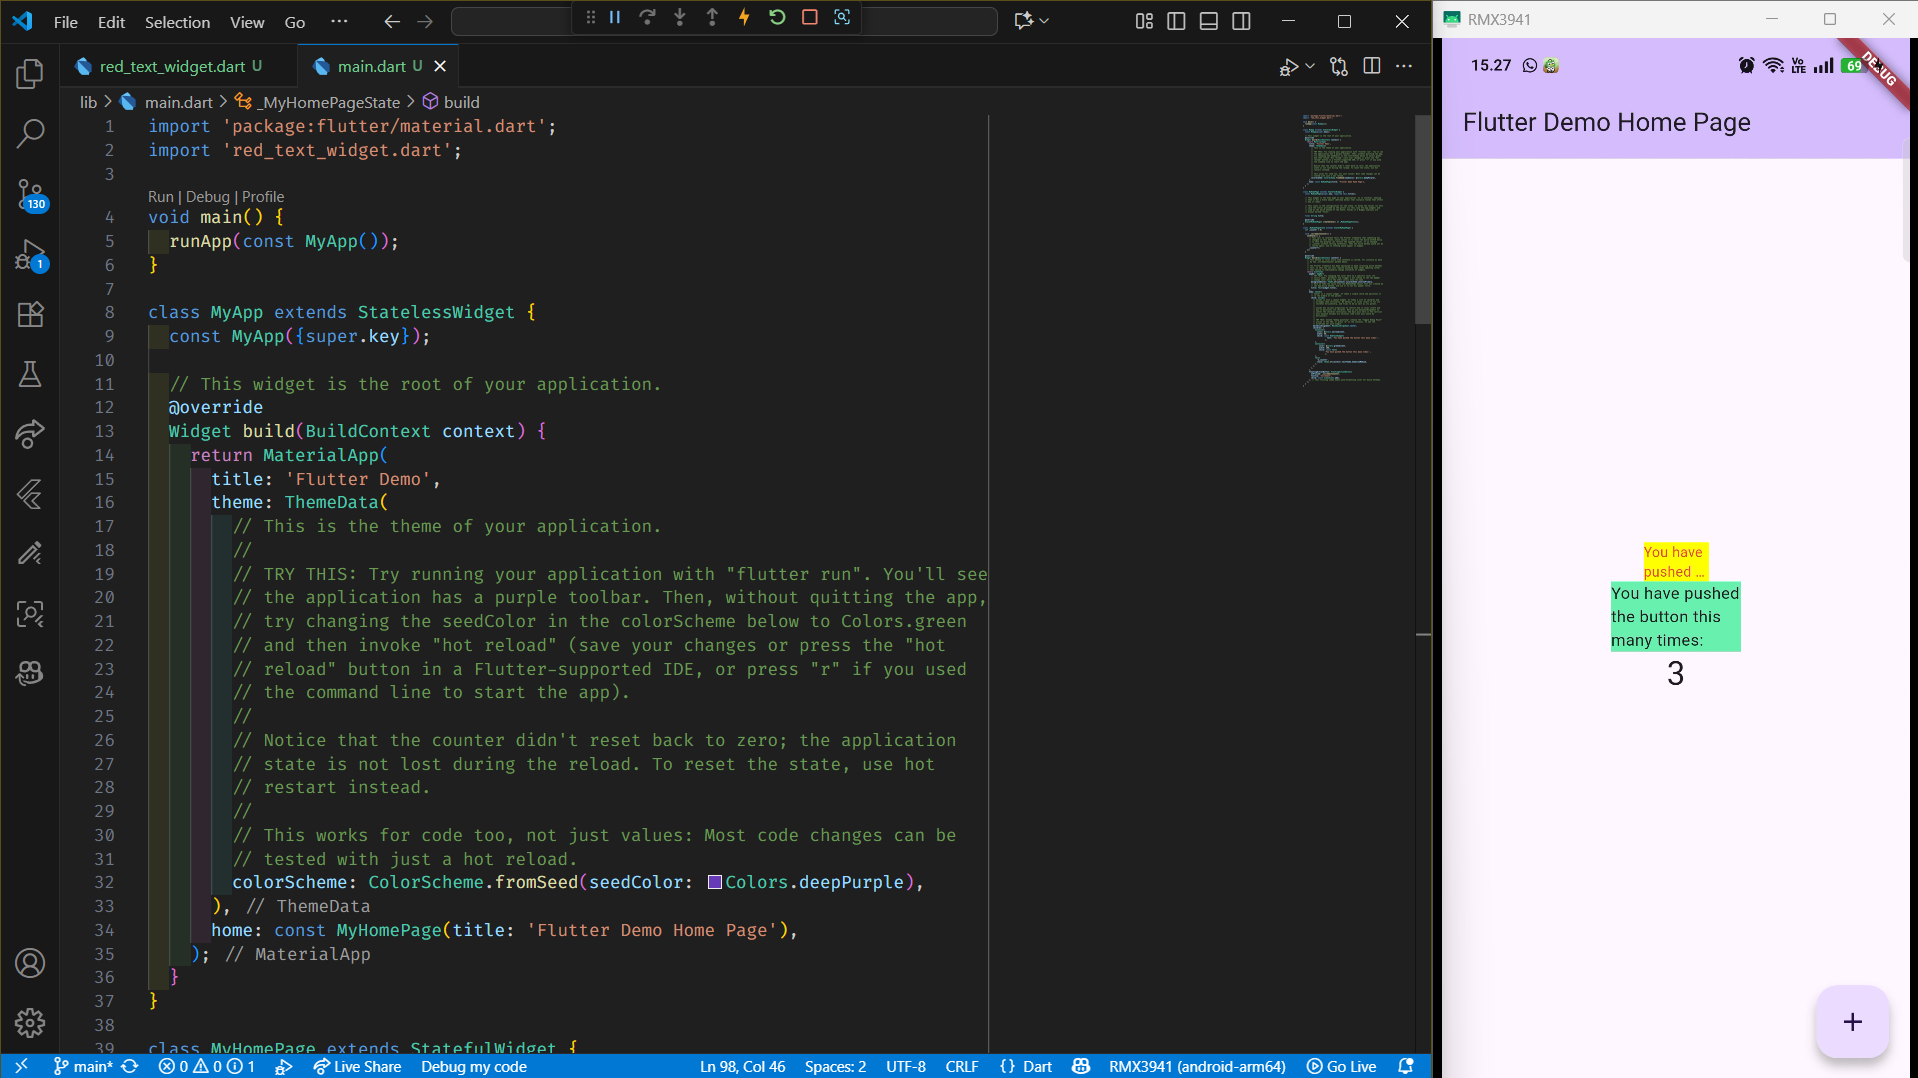 File Edit Selection View Go ···
red_text_widget.dart U
main.dart U
lib > main.dart > _MyHomePageState > build
1 import 'package:flutter/material.dart';
2 import 'red_text_widget.dart';
3
Run | Debug | Profile
4 void main() {
5 runApp(const MyApp());
6 }
7
8 class MyApp extends StatelessWidget {
9 const MyApp({super.key});
10
11 // This widget is the root of your application.
12 @override
13 Widget build(BuildContext context) {
14 return MaterialApp(
15 title: 'Flutter Demo',
16 theme: ThemeData(
17 // This is the theme of your application.
18 //
19 // TRY THIS: Try running your application with "flutter run". You'll see
20 // the application has a purple toolbar. Then, without quitting the app,
21 // try changing the seedColor in the colorScheme below to Colors.green
22 // and then invoke "hot reload" (save your changes or press the "hot
23 // reload" button in a Flutter-supported IDE, or press "r" if you used
24 // the command line to start the app).
25 //
26 // Notice that the counter didn't reset back to zero; the application
27 // state is not lost during the reload. To reset the state, use hot
28 // restart instead.
29 //
30 // This works for code too, not just values: Most code changes can be
31 // tested with just a hot reload.
32 colorScheme: ColorScheme.fromSeed(seedColor: Colors.deepPurple),
33 ), // ThemeData
34 home: const MyHomePage(title: 'Flutter Demo Home Page'),
35 ); // MaterialApp
36 }
37 }
38
39 class MyHomePage extends StatefulWidget {
130
1
main* 0 0 1 Live Share Debug my code Ln 98, Col 46 Spaces: 2 UTF-8 CRLF {} Dart RMX3941 (android-arm64) Go Live
RMX3941
15.27 Vo LTE 69
DEBUG
Flutter Demo Home Page
You have
pushed ...
You have pushed
the button this
many times:
3
+